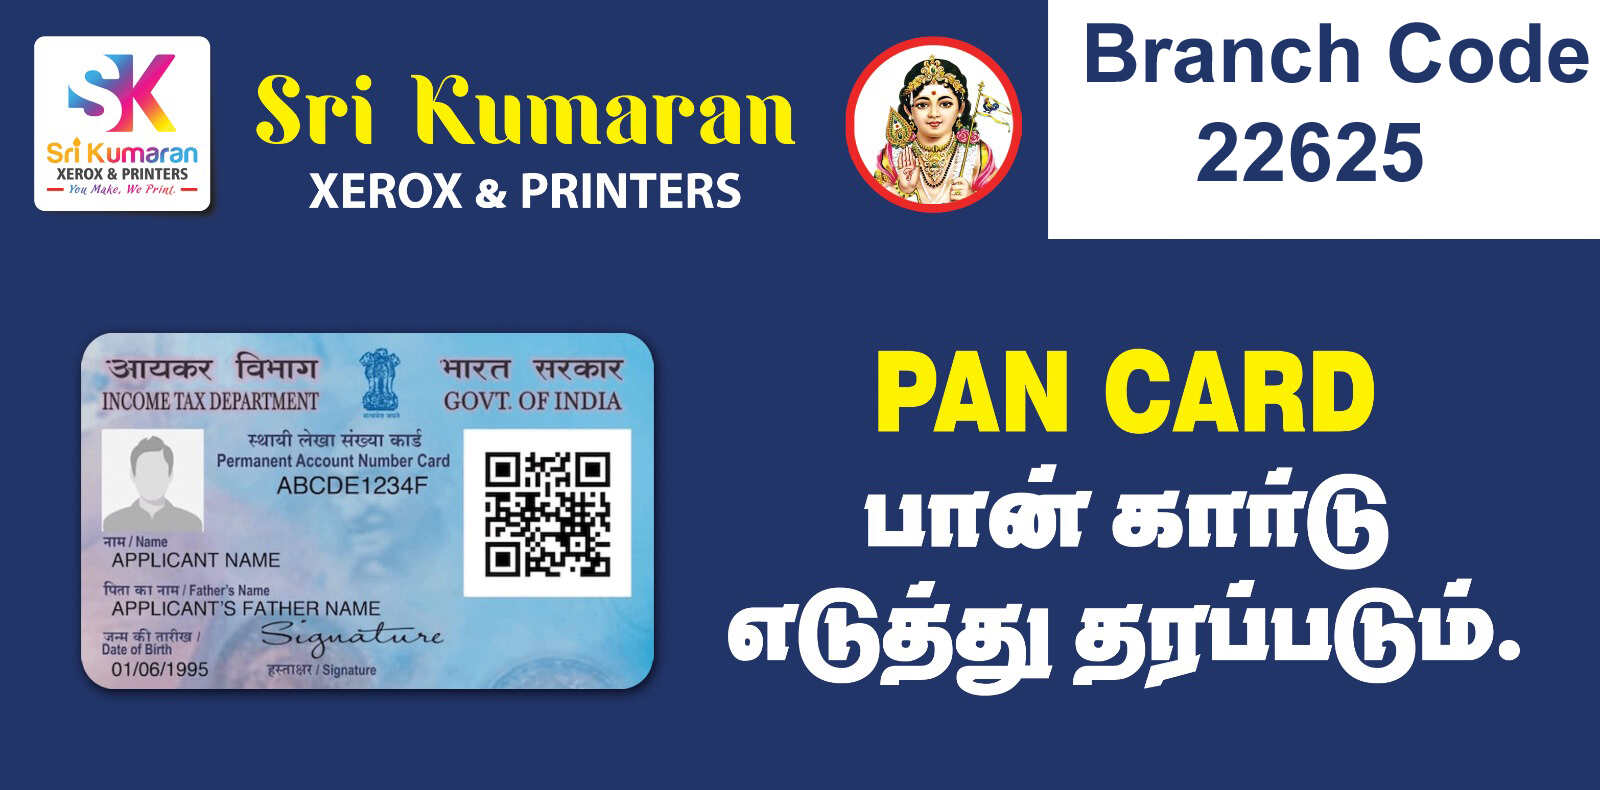 SK
Sri Kumaran
XEROX & PRINTERS
You Make, We Print.
Sri Kumaran
XEROX & PRINTERS
Branch Code
22625
आयकर विभाग
INCOME TAX DEPARTMENT
भारत सरकार
GOVT. OF INDIA
स्थायी लेखा संख्या कार्ड
Permanent Account Number Card
ABCDE1234F
नाम / Name
APPLICANT NAME
पिता का नाम / Father's Name
APPLICANT'S FATHER NAME
जन्म की तारीख /
Date of Birth
01/06/1995
Signature
हस्ताक्षर / Signature
PAN CARD
பான் கார்டு
எடுத்து தரப்படும்.